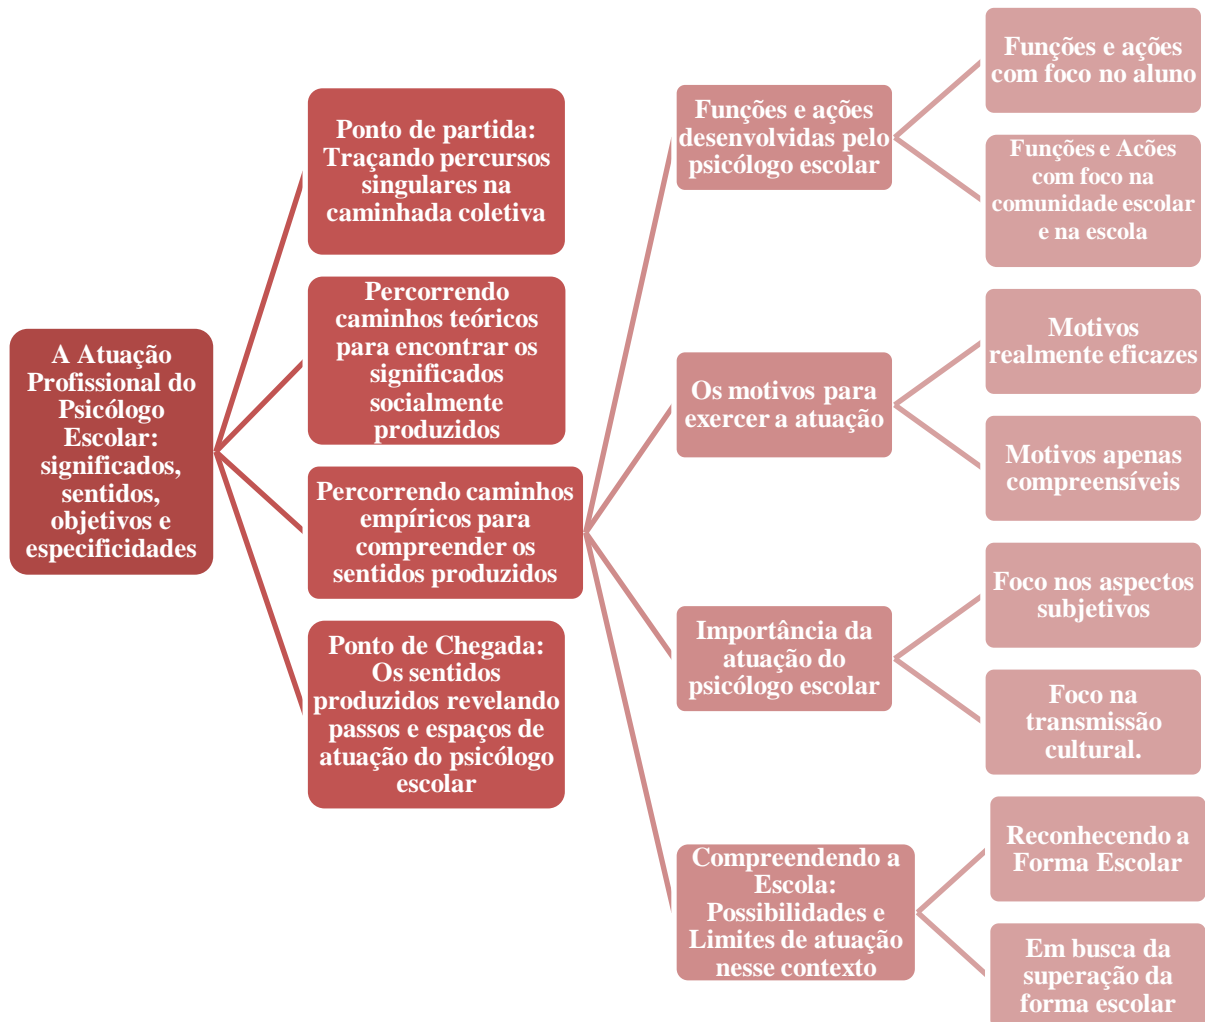 A Atuação
Profissional do
Psicólogo
Escolar:
significados,
sentidos,
objetivos e
especificidades
Ponto de partida:
Traçando percursos
singulares na
caminhada coletiva
Percorrendo
caminhos teóricos
para encontrar os
significados
socialmente
produzidos
Percorrendo caminhos
empíricos para
compreender os
sentidos produzidos
Ponto de Chegada:
Os sentidos
produzidos revelando
passos e espaços de
atuação do psicólogo
escolar
Funções e ações
desenvolvidas pelo
psicólogo escolar
Funções e ações
com foco no aluno
Funções e Acões
com foco na
comunidade escolar
e na escola
Os motivos para
exercer a atuação
Motivos
realmente eficazes
Motivos apenas
compreensíveis
Importância da
atuação do
psicólogo escolar
Foco nos aspectos
subjetivos
Foco na
transmissão
cultural.
Compreendendo a
Escola:
Possibilidades e
Limites de atuação
nesse contexto
Reconhecendo a
Forma Escolar
Em busca da
superação da
forma escolar